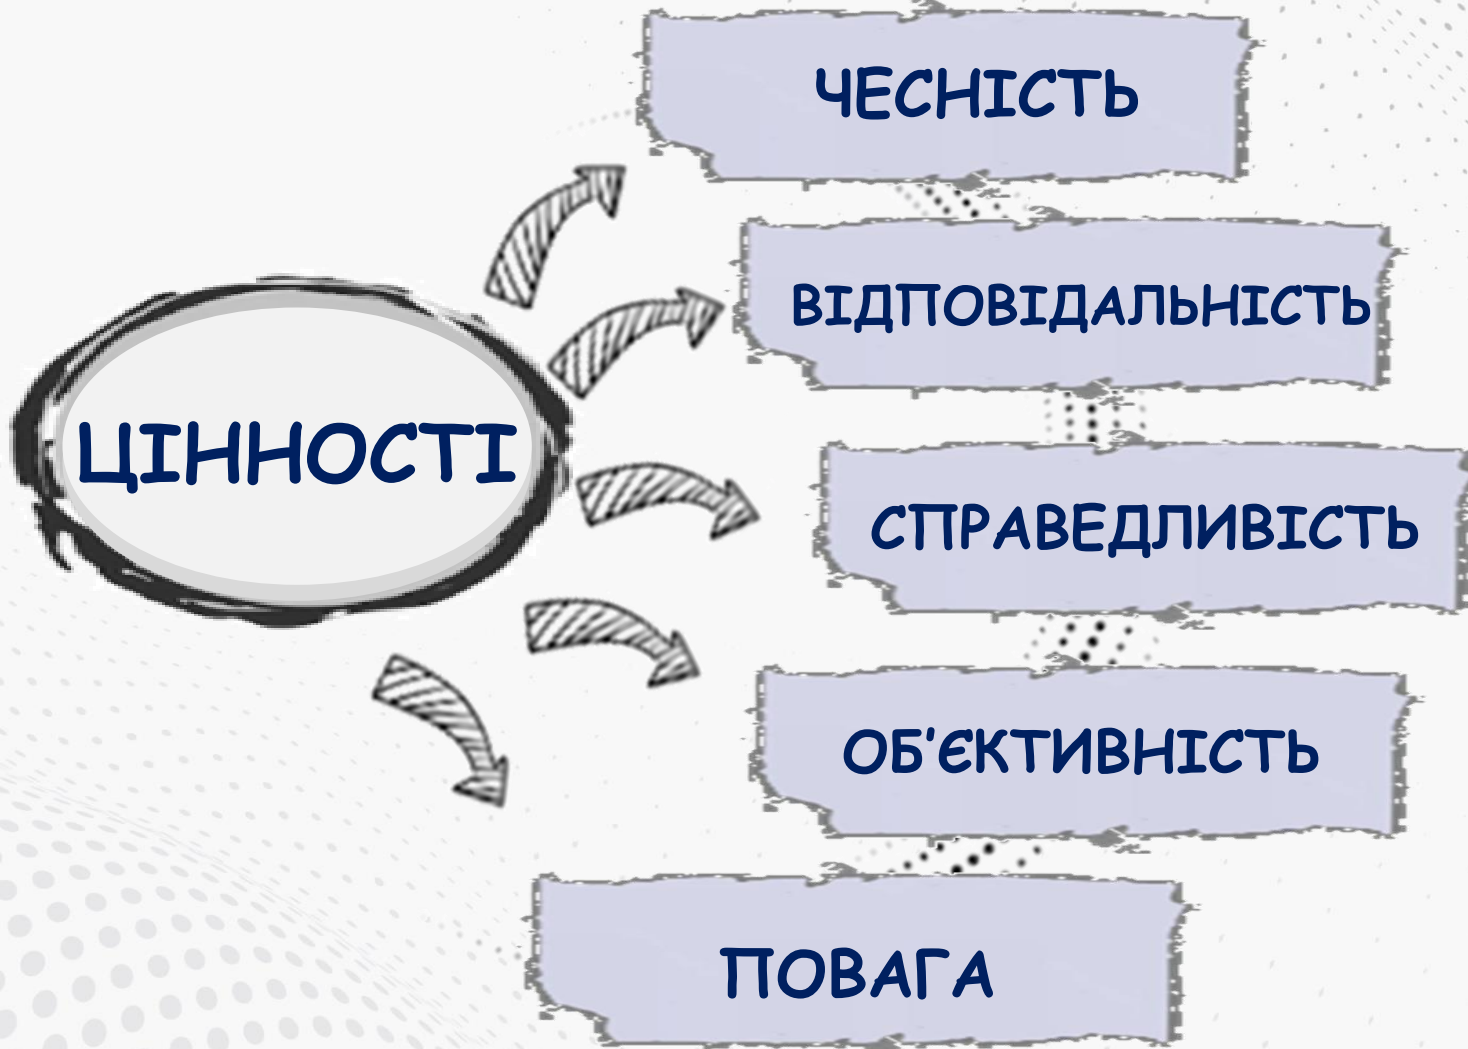 ЦІННОСТІ
ЧЕСНІСТЬ
ВІДПОВІДАЛЬНІСТЬ
СПРАВЕДЛИВІСТЬ
ОБ’ЄКТИВНІСТЬ
ПОВАГА